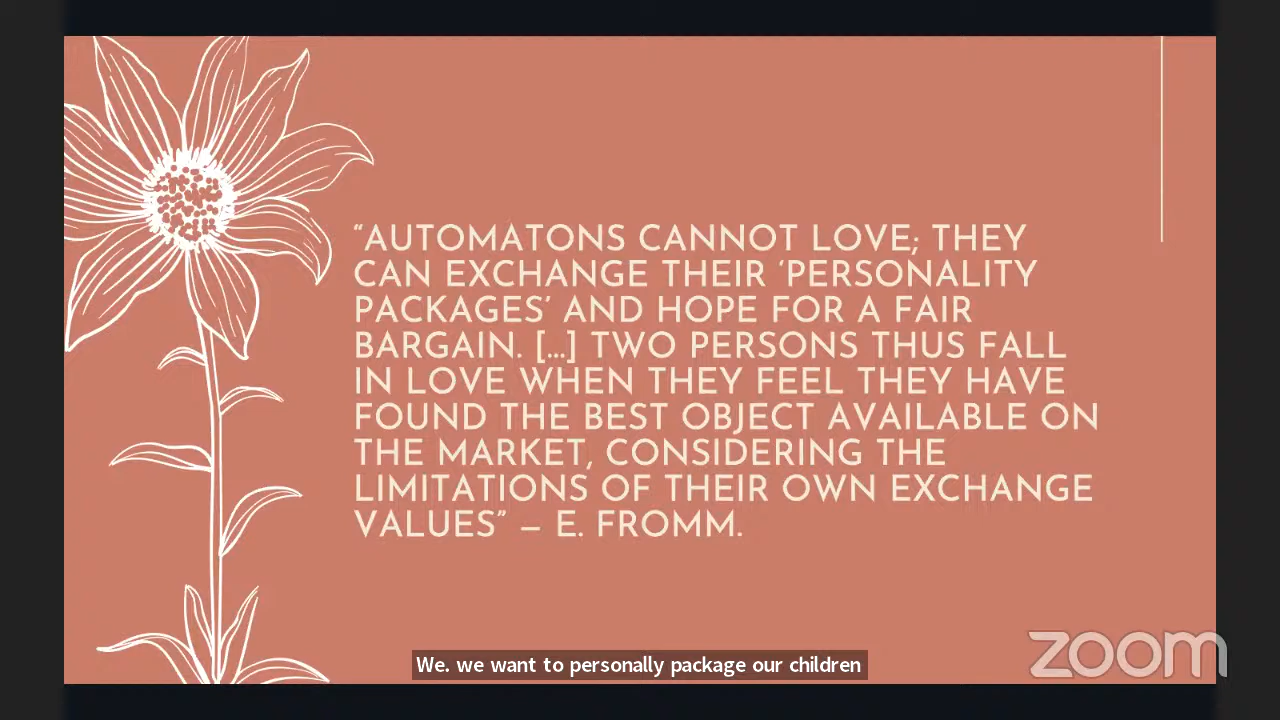 “AUTOMATONS CANNOT LOVE; THEY
CAN EXCHANGE THEIR ‘PERSONALITY
PACKAGES’ AND HOPE FOR A FAIR
BARGAIN. [...] TWO PERSONS THUS FALL
IN LOVE WHEN THEY FEEL THEY HAVE
FOUND THE BEST OBJECT AVAILABLE ON
THE MARKET, CONSIDERING THE
LIMITATIONS OF THEIR OWN EXCHANGE
VALUES” – E. FROMM.
We. we want to personally package our children
zoom